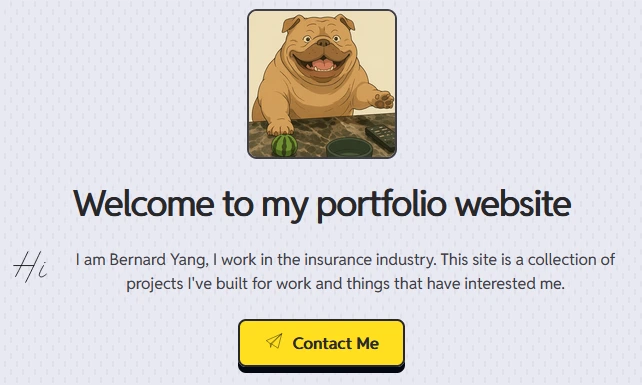 Welcome to my portfolio website
Hi
I am Bernard Yang, I work in the insurance industry. This site is a collection of
projects I've built for work and things that have interested me.
Contact Me